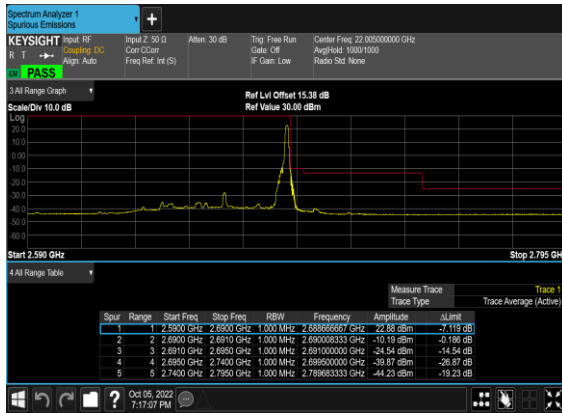 Spectrum Analyzer 1
Spurious Emissions
+
KEYSIGHT Input: RF Input Z: 50 Ω Atten: 30 dB Trig: Free Run Center Freq: 22.005000000 GHz
R T Coupling: DC Corr CCorr Gate: Off Avg|Hold: 1000/1000
Align: Auto Freq Ref: Int (S) IF Gain: Low Radio Std: None
PASS
3 All Range Graph
Ref Lvl Offset 15.38 dB
Scale/Div 10.0 dB Ref Value 30.00 dBm
Log
20.0
10.0
0.00
-10.0
-20.0
-30.0
-40.0
-50.0
-60.0
Start 2.590 GHz Stop 2.795 GH
4 All Range Table
Measure Trace Trace 1
Trace Type Trace Average (Active)
Spur Range Start Freq Stop Freq RBW Frequency Amplitude ΔLimit
1 1 2.5900 GHz 2.6900 GHz 1.000 MHz 2.688666667 GHz 22.88 dBm -7.119 dB
2 2 2.6900 GHz 2.6910 GHz 1.000 MHz 2.690008333 GHz -10.19 dBm -0.186 dB
3 3 2.6910 GHz 2.6950 GHz 1.000 MHz 2.691000000 GHz -24.54 dBm -14.54 dB
4 4 2.6950 GHz 2.7400 GHz 1.000 MHz 2.699500000 GHz -39.87 dBm -26.87 dB
5 5 2.7400 GHz 2.7950 GHz 1.000 MHz 2.789683333 GHz -44.23 dBm -19.23 dB
? Oct 05, 2022
7:17:07 PM